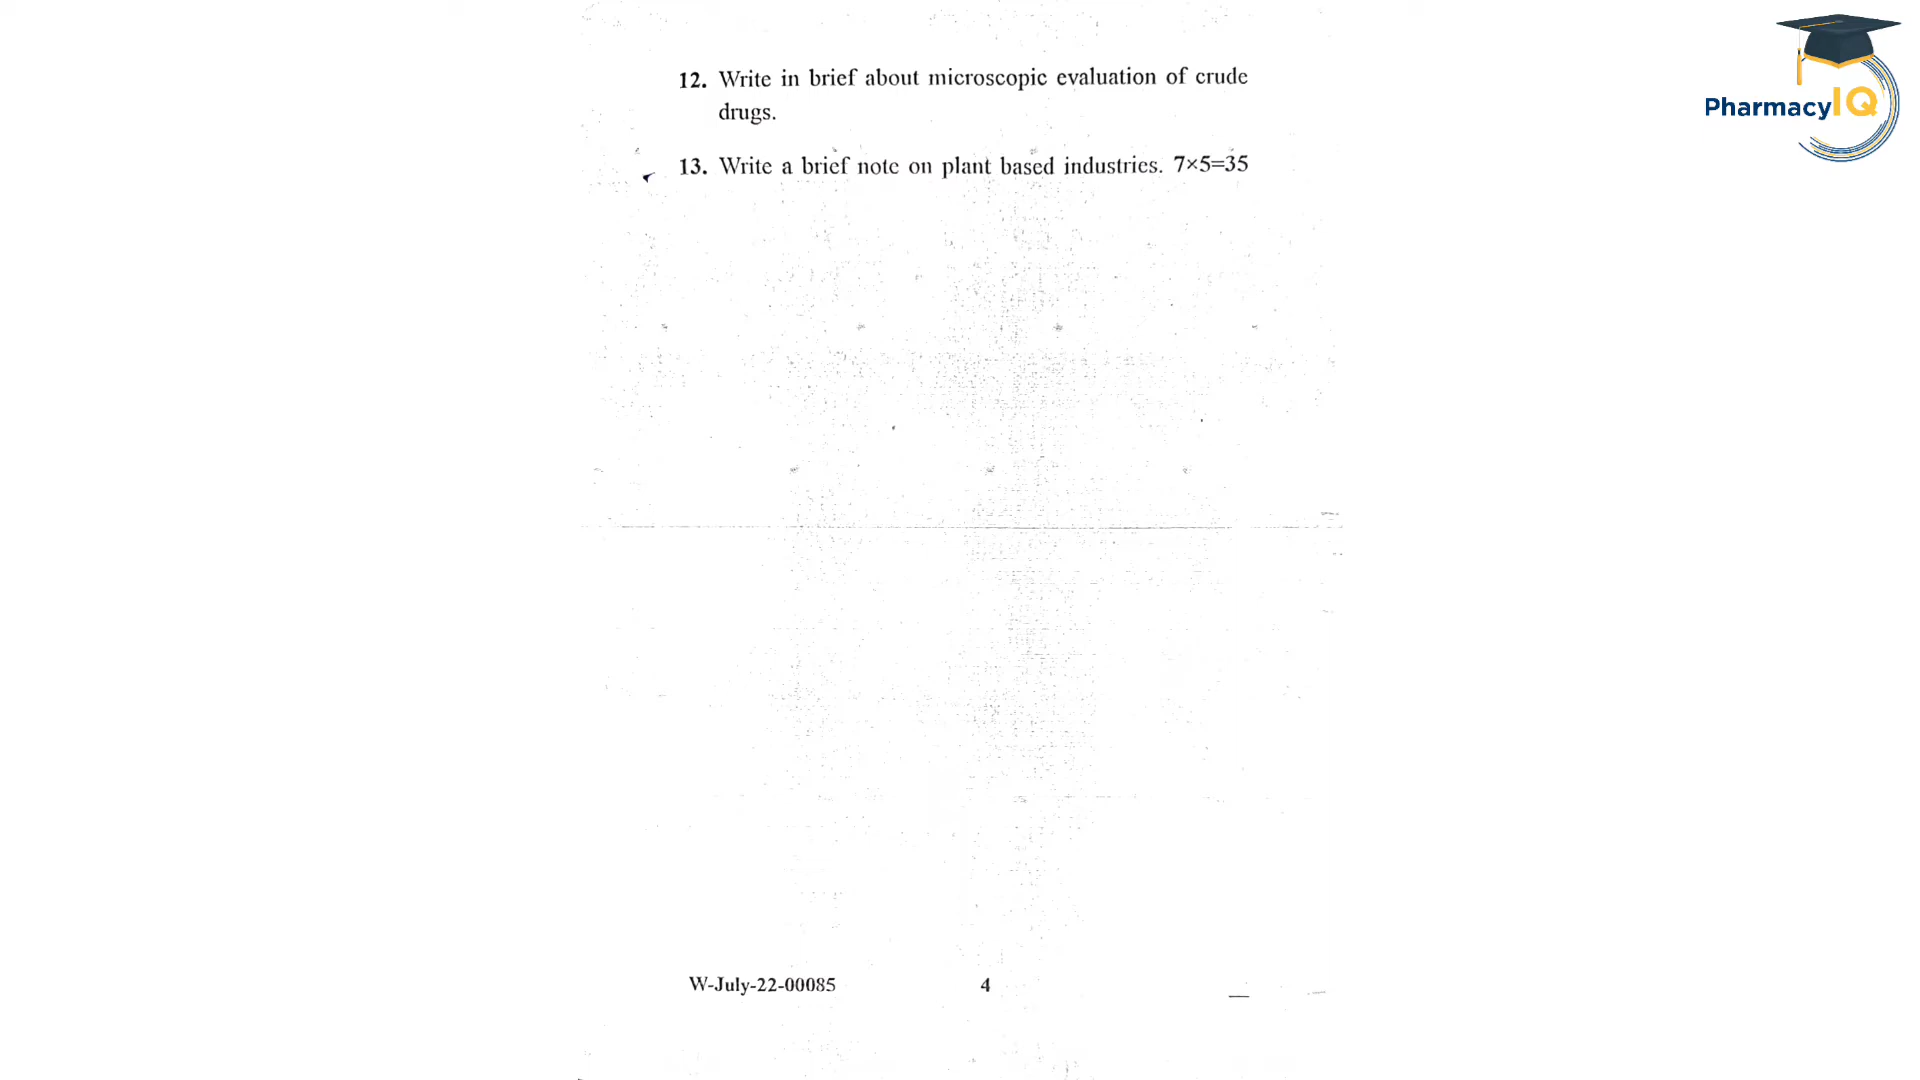 12. Write in brief about microscopic evaluation of crude
drugs.
13. Write a brief note on plant based industries. 7×5=35
W-July-22-00085 4
PharmacyIQ